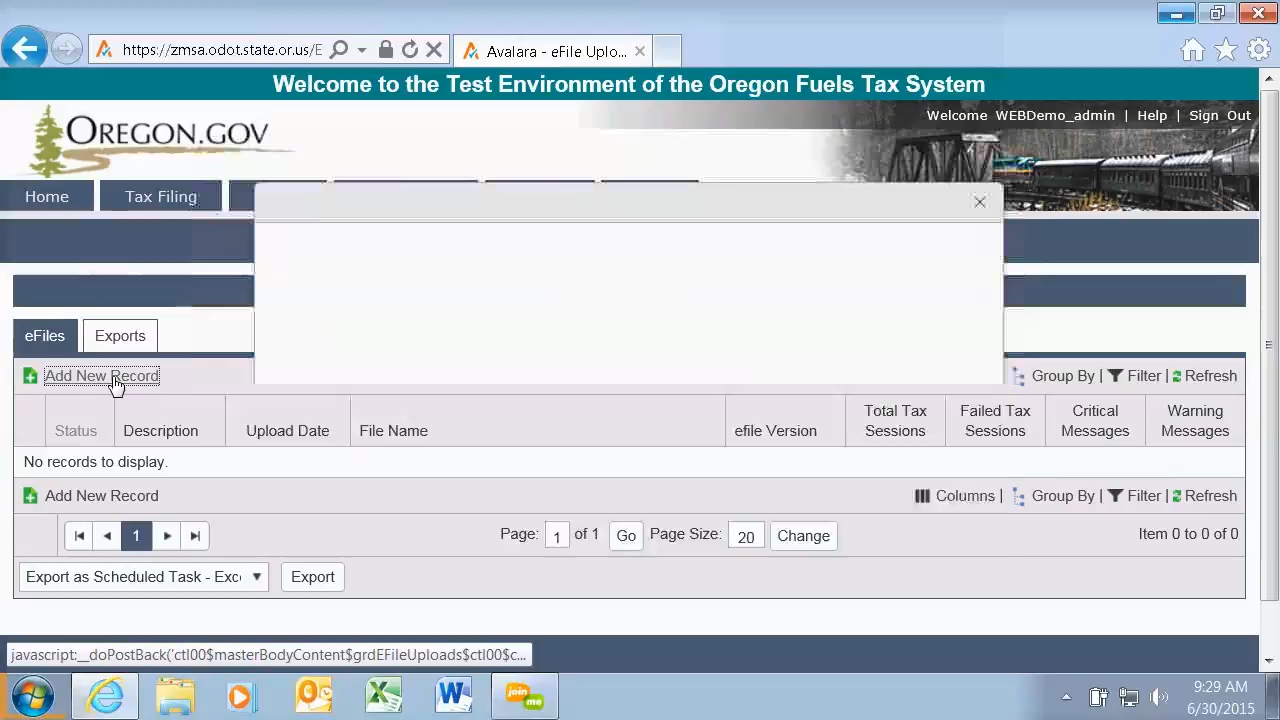 https://zmsa.odot.state.or.us/E
Avalara - eFile Uplo...
Welcome to the Test Environment of the Oregon Fuels Tax System
OREGON.GOV
Welcome WEBDemo_admin | Help | Sign Out
Home
Tax Filing
eFiles
Exports
Add New Record
Group By | Filter | Refresh
Status
Description
Upload Date
File Name
efile Version
Total Tax
Sessions
Failed Tax
Sessions
Critical
Messages
Warning
Messages
No records to display.
Add New Record
Columns | Group By | Filter | Refresh
1
Page: 1 of 1 Go Page Size: 20 Change
Item 0 to 0 of 0
Export as Scheduled Task - Exc
Export
javascript:__doPostBack('ctl00$masterBodyContent$grdEFileUploads$ctl00$c...
join
me
9:29 AM
6/30/2015